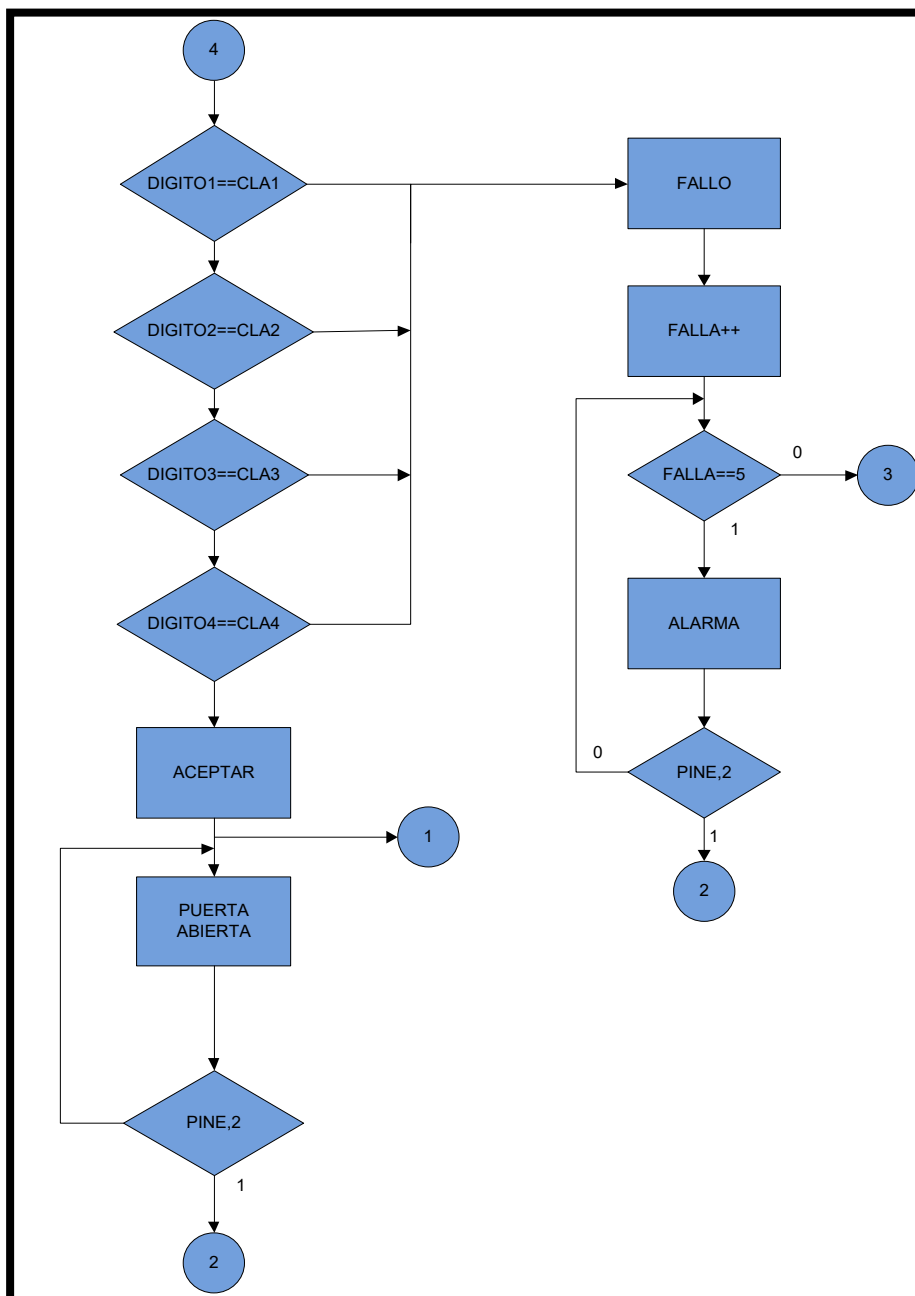 4
DIGITO1==CLA1
FALLO
DIGITO2==CLA2
FALLA++
DIGITO3==CLA3
FALLA==5
0
3
1
DIGITO4==CLA4
ALARMA
ACEPTAR
0
PINE,2
1
1
2
PUERTA
ABIERTA
PINE,2
1
2